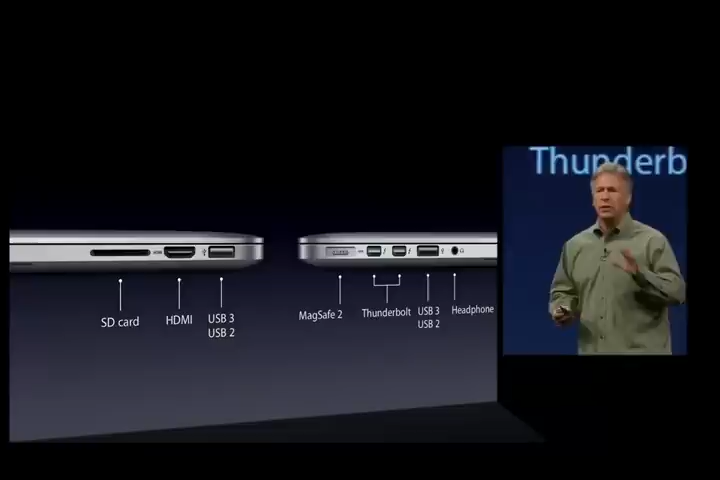 Thunderb
SD card
HDMI
USB 3
USB 2
MagSafe 2
Thunderbolt
USB 3
USB 2
Headphone